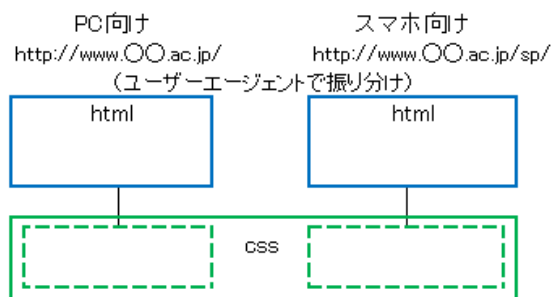 PC向け
スマホ向け
http://www.〇〇.ac.jp/
http://www.〇〇.ac.jp/sp/
（ユーザーエージェントで振り分け）
html
html
css